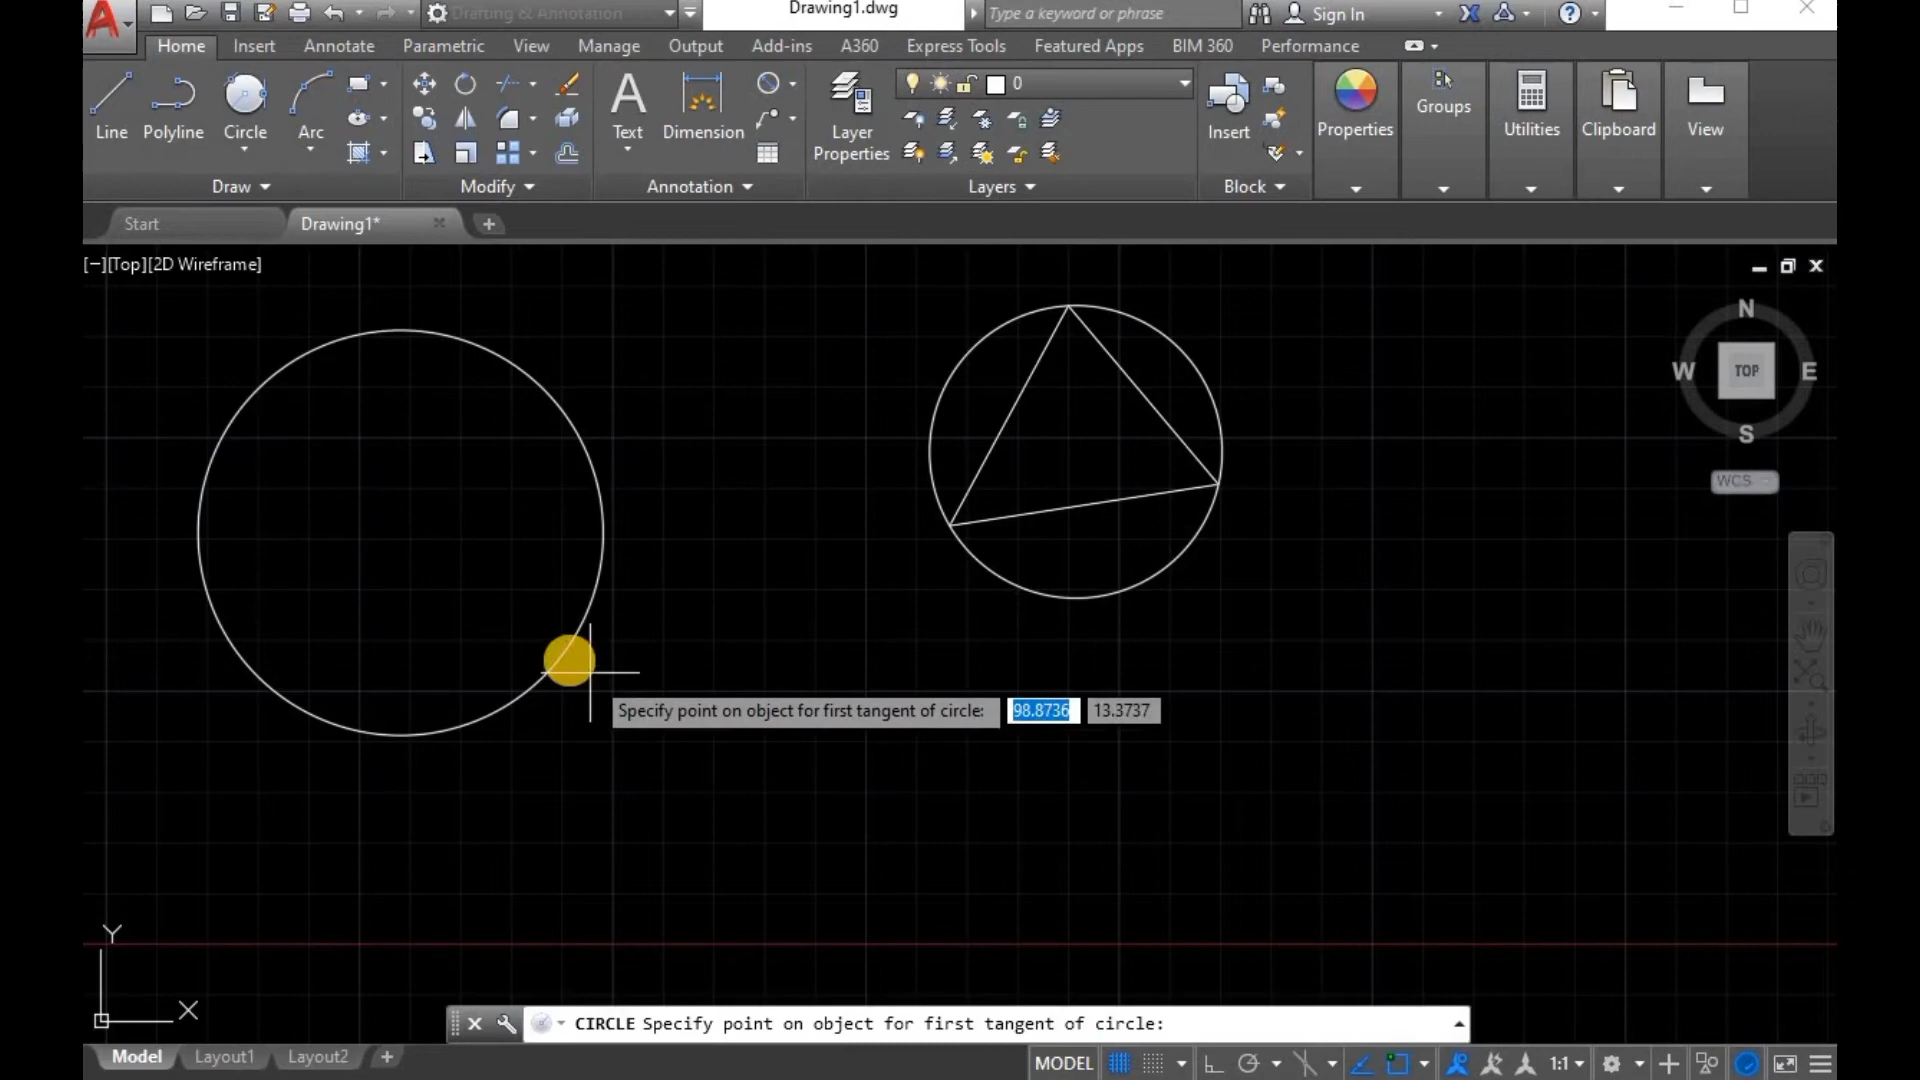 A
Drafting & Annotation
Drawing1.dwg
Type a keyword or phrase
Sign In
?
Home
Insert
Annotate
Parametric
View
Manage
Output
Add-ins
A360
Express Tools
Featured Apps
BIM 360
Performance
Line
Polyline
Circle
Arc
A
Text
Dimension
Layer
Properties
0
Insert
Properties
Groups
Utilities
Clipboard
View
Draw
Modify
Annotation
Layers
Block
Start
Drawing1*
[−][Top][2D Wireframe]
N
W
TOP
E
S
WCS
Specify point on object for first tangent of circle:
98.8736
13.3737
Y
X
CIRCLE Specify point on object for first tangent of circle:
Model
Layout1
Layout2
MODEL
1:1